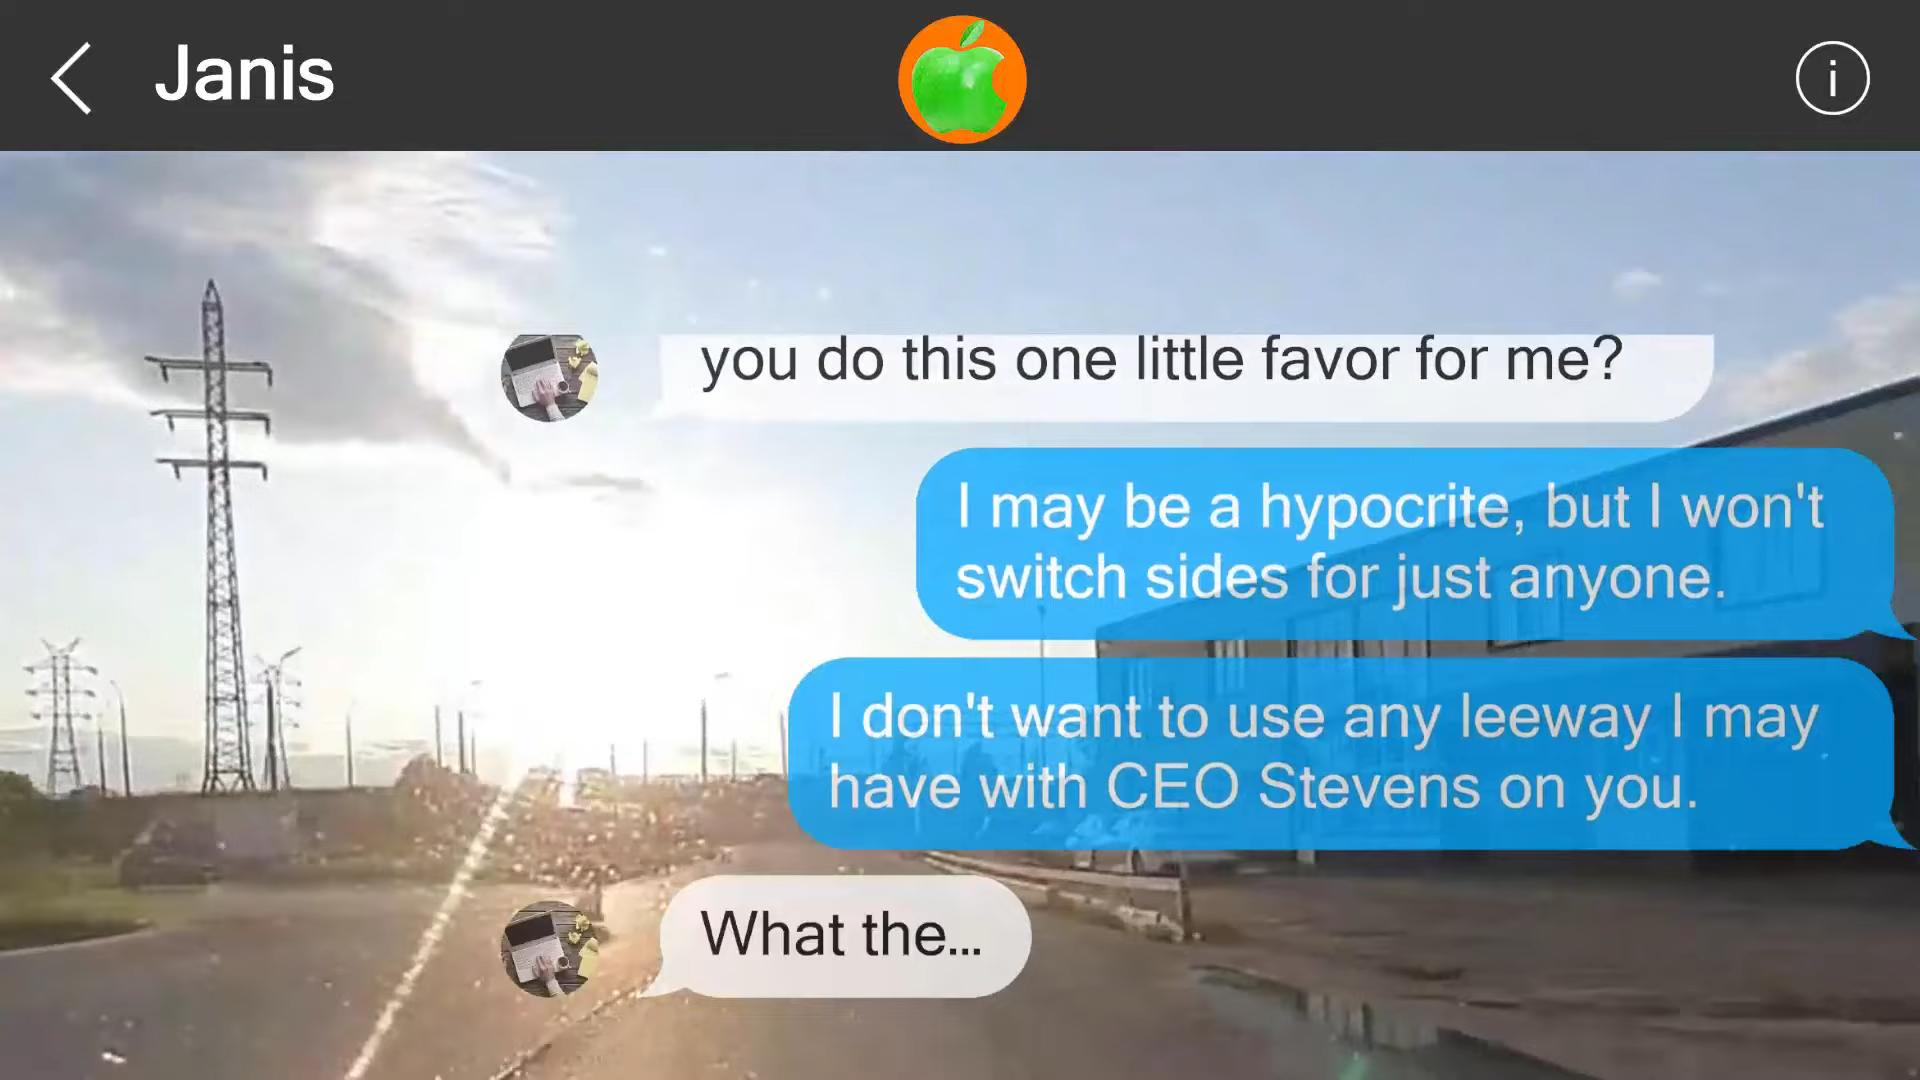 Janis
i
you do this one little favor for me?
I may be a hypocrite, but I won't
switch sides for just anyone.
I don't want to use any leeway I may
have with CEO Stevens on you.
What the...